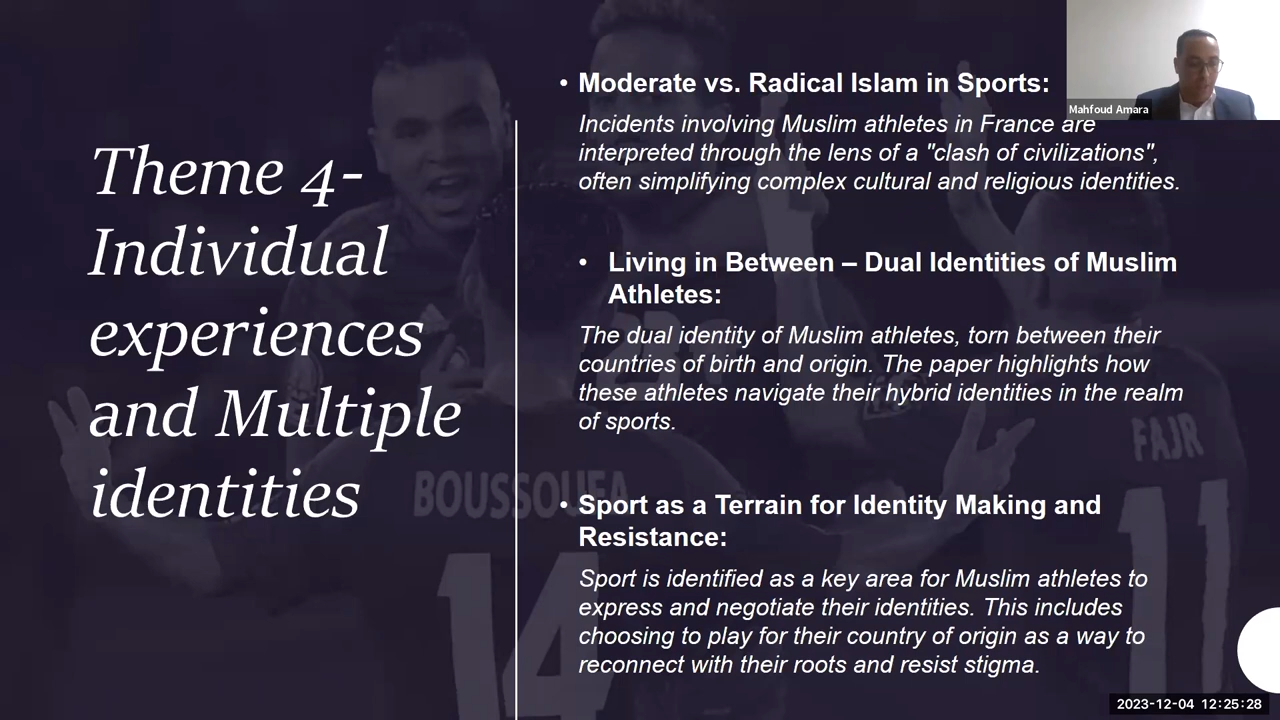 Theme 4-
Individual
experiences
and Multiple
identities
• Moderate vs. Radical Islam in Sports:
Incidents involving Muslim athletes in France are
interpreted through the lens of a "clash of civilizations",
often simplifying complex cultural and religious identities.
• Living in Between – Dual Identities of Muslim
Athletes:
The dual identity of Muslim athletes, torn between their
countries of birth and origin. The paper highlights how
these athletes navigate their hybrid identities in the realm
of sports.
• Sport as a Terrain for Identity Making and
Resistance:
Sport is identified as a key area for Muslim athletes to
express and negotiate their identities. This includes
choosing to play for their country of origin as a way to
reconnect with their roots and resist stigma.
Mahfoud Amara
BOUSSOUFA
14
FAJR
11
2023-12-04 12:25:28